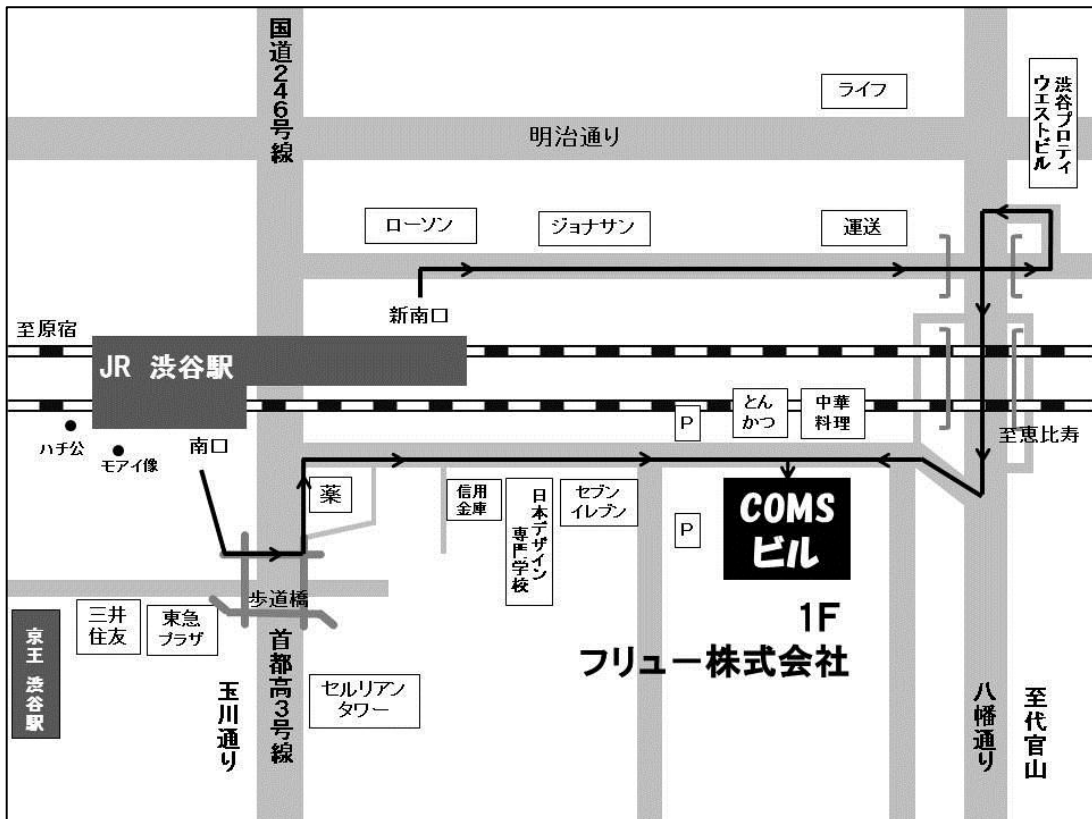 国道246号線
ライフ
渋谷プロテイ
ウエストビル
明治通り
ローソン
ジョナサン
運送
新南口
至原宿
JR 渋谷駅
とん
かつ
中華
料理
P
至恵比寿
ハチ公
モアイ像
南口
薬
信用
金庫
日本デザイン
専門学校
セブン
イレブン
P
COMS
ビル
歩道橋
三井
住友
東急
プラザ
1F
フリュー株式会社
京王 渋谷駅
玉川通り
首都高3号線
セルリアン
タワー
八幡通り
至代官山